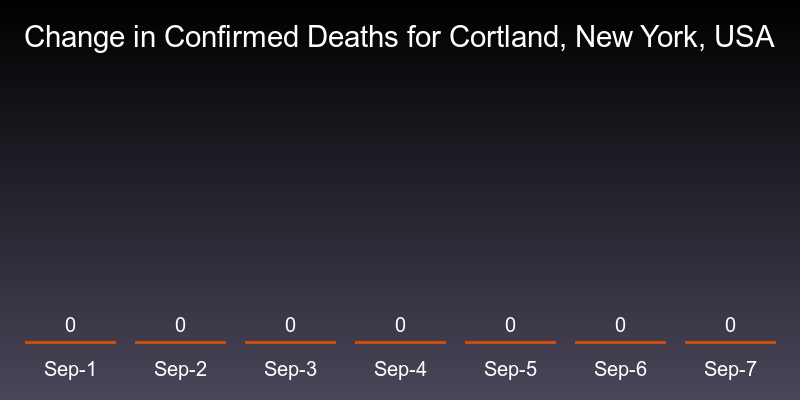 Change in Confirmed Deaths for Cortland, New York, USA
0 0 0 0 0 0 0
Sep-1 Sep-2 Sep-3 Sep-4 Sep-5 Sep-6 Sep-7